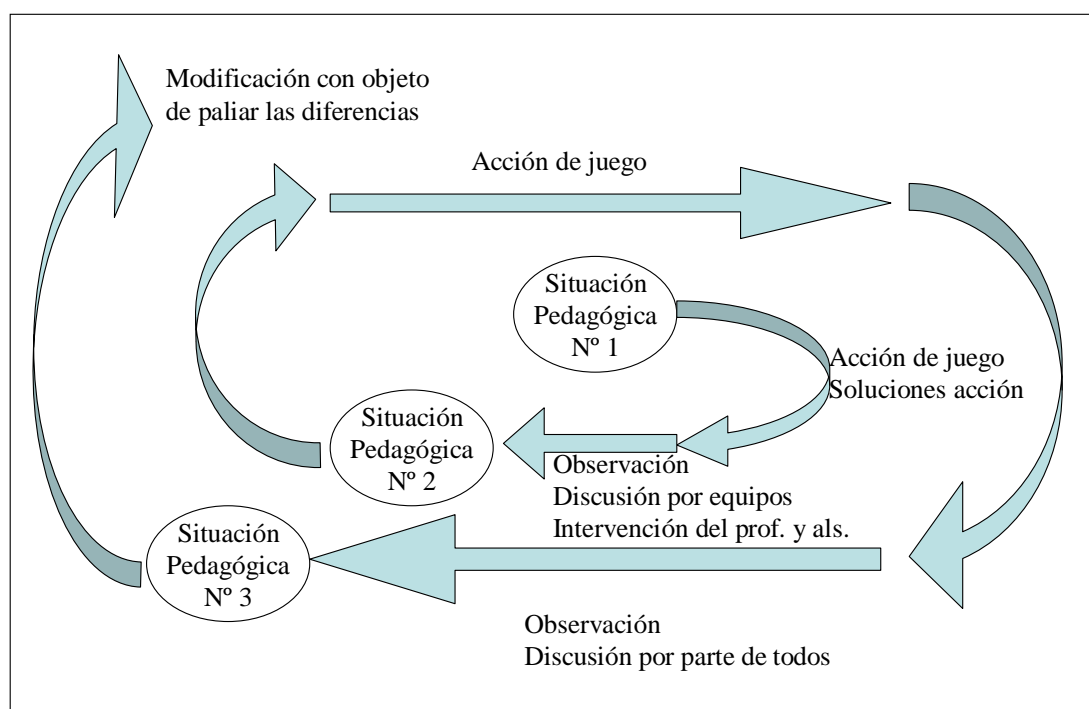 Modificación con objeto
de paliar las diferencias
Acción de juego
Situación
Pedagógica
Nº 1
Acción de juego
Soluciones acción
Situación
Pedagógica
Nº 2
Observación
Discusión por equipos
Intervención del prof. y als.
Situación
Pedagógica
Nº 3
Observación
Discusión por parte de todos